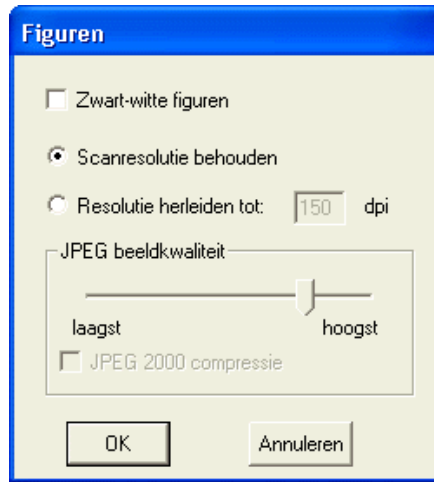 Figuren
Zwart-witte figuren
Scanresolutie behouden
Resolutie herleiden tot: 150 dpi
JPEG beeldkwaliteit
laagst hoogst
JPEG 2000 compressie
OK Annuleren